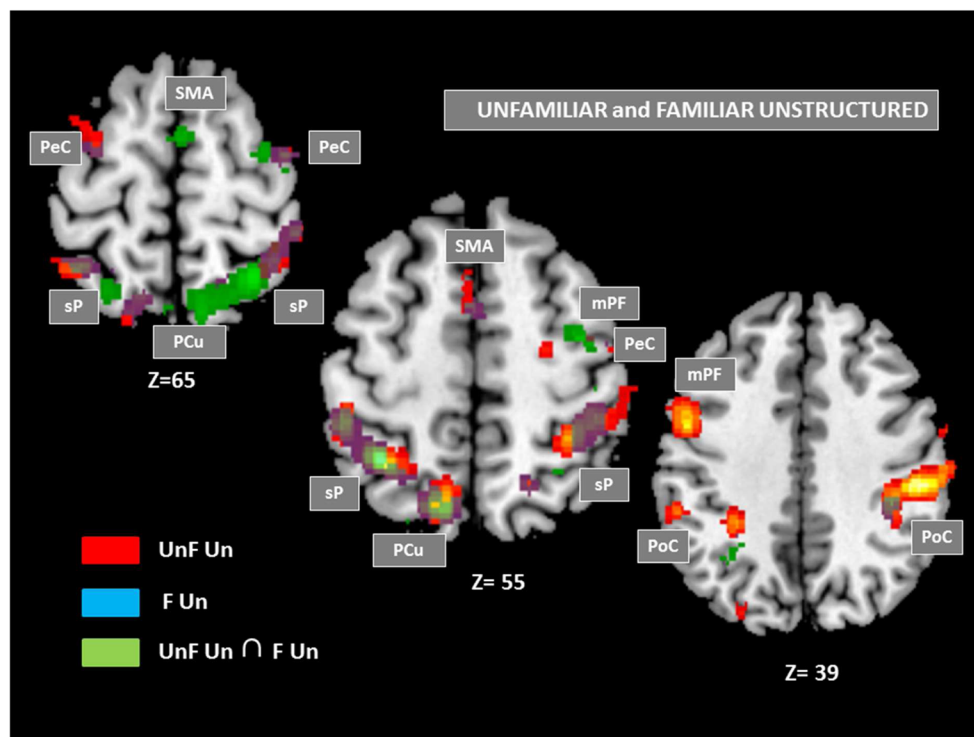 UNFAMILIAR and FAMILIAR UNSTRUCTURED
SMA
PeC
PeC
sP
sP
PCu
Z=65
SMA
mPF
PeC
sP
sP
PCu
Z= 55
mPF
PoC
PoC
Z= 39
UnF Un
F Un
UnF Un ∩ F Un